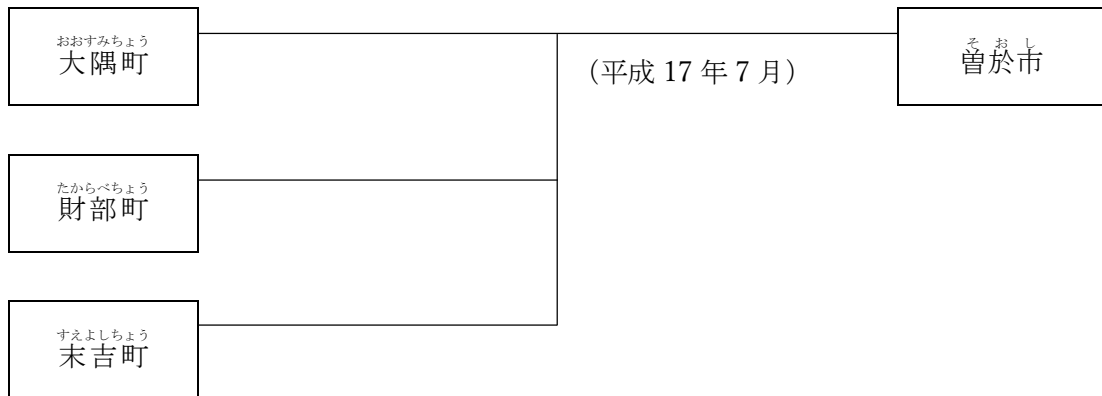 おおすみちょう
大隅町
(平成 17 年 7 月)
そおし
曽於市
たからべちょう
財部町
すえよしちょう
末吉町